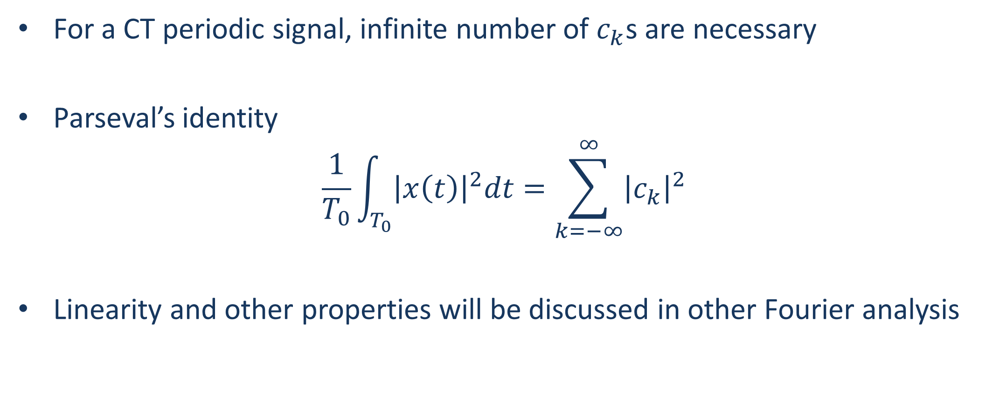 • For a CT periodic signal, infinite number of $c_k$s are necessary
• Parseval’s identity
$\frac{1}{T_0}\int_{T_0} |x(t)|^2 dt = \sum_{k=-\infty}^{\infty} |c_k|^2$
• Linearity and other properties will be discussed in other Fourier analysis